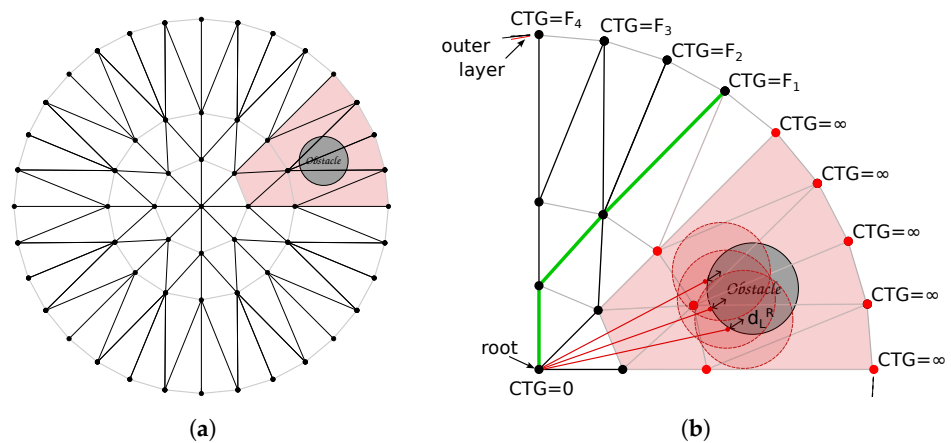 Obstacle
(a)
CTG=F4
CTG=F3
CTG=F2
CTG=F1
outer
layer
CTG=∞
CTG=∞
CTG=∞
CTG=∞
CTG=∞
Obstacle
dLR
root
CTG=0
(b)